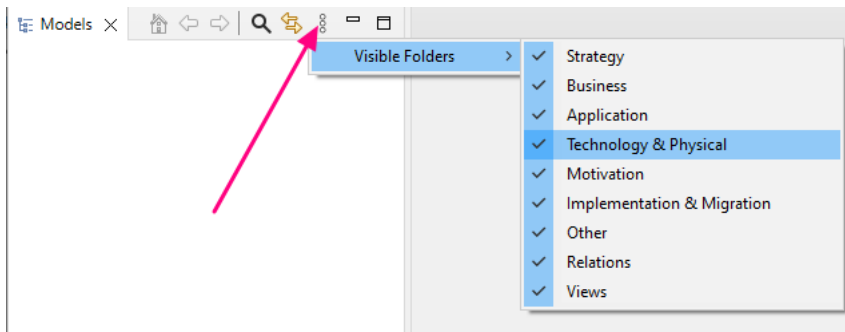 Models
Visible Folders
Strategy
Business
Application
Technology & Physical
Motivation
Implementation & Migration
Other
Relations
Views